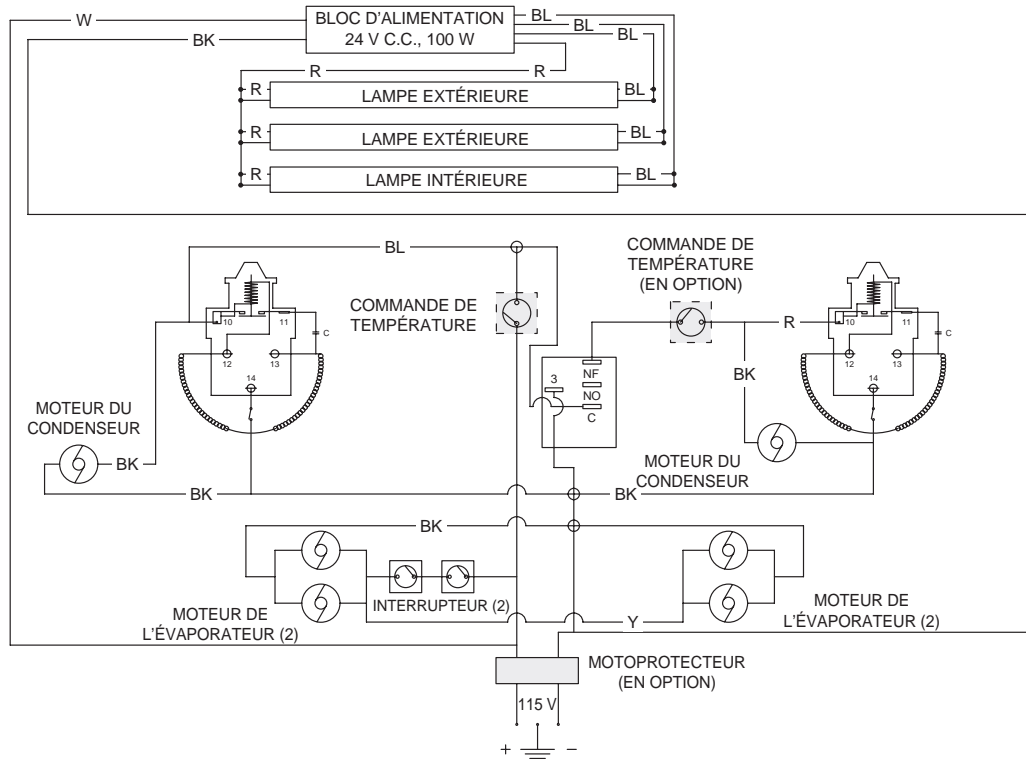 W
BK
BLOC D'ALIMENTATION
24 V C.C., 100 W
BL
BL
BL
R
R
R
LAMPE EXTÉRIEURE
BL
R
LAMPE EXTÉRIEURE
BL
R
LAMPE INTÉRIEURE
BL
BL
COMMANDE DE
TEMPÉRATURE
COMMANDE DE
TEMPÉRATURE
(EN OPTION)
10
11
C
12
13
14
3
NF
NO
C
R
BK
10
11
C
12
13
14
MOTEUR DU
CONDENSEUR
BK
BK
MOTEUR DU
CONDENSEUR
BK
BK
INTERRUPTEUR (2)
MOTEUR DE
L'ÉVAPORATEUR (2)
Y
MOTEUR DE
L'ÉVAPORATEUR (2)
MOTOPROTECTEUR
(EN OPTION)
115 V
+ −